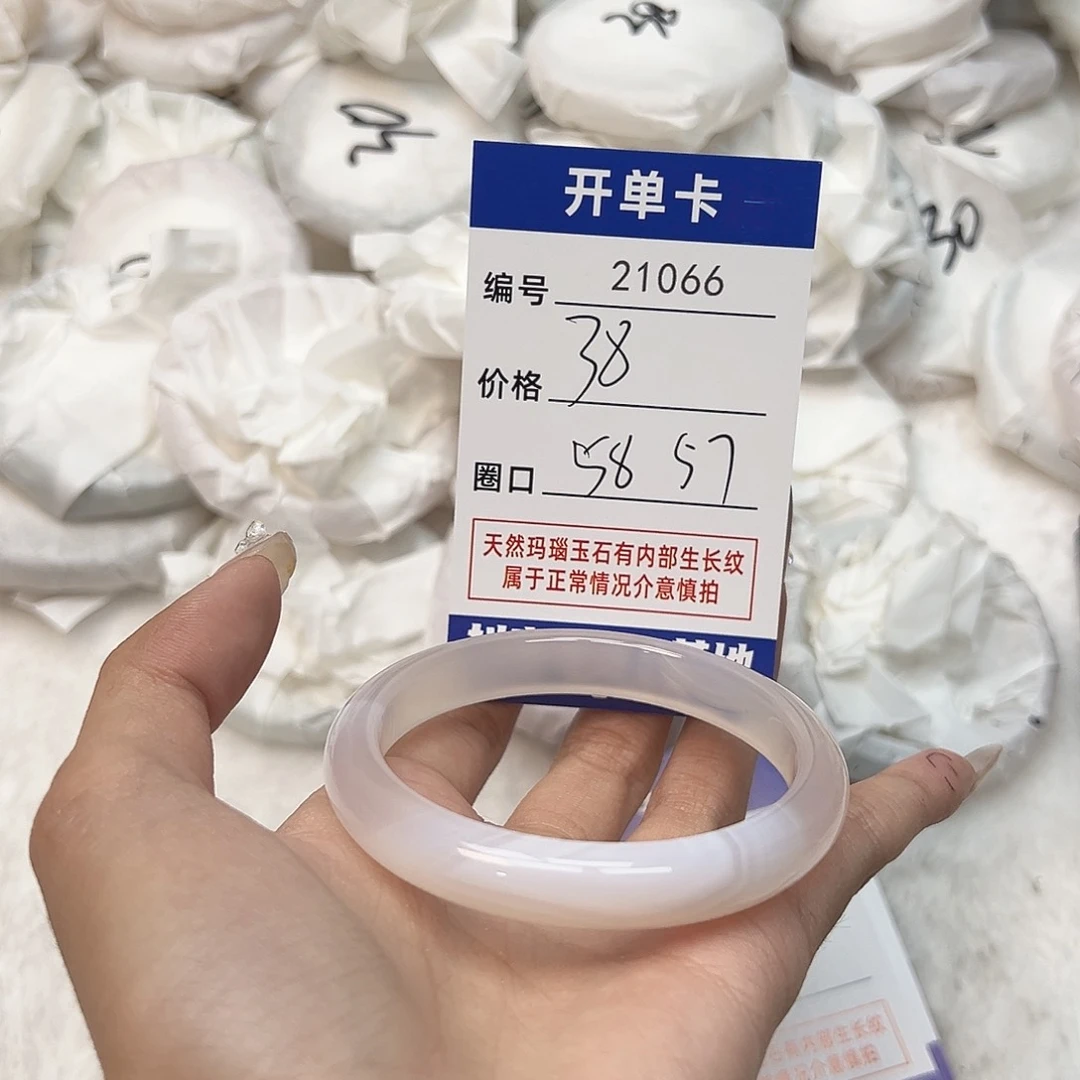 开单卡
编号 21066
价格 38
圈口 58 57
天然玛瑙玉石有内部生长纹
属于正常情况介意慎拍
30